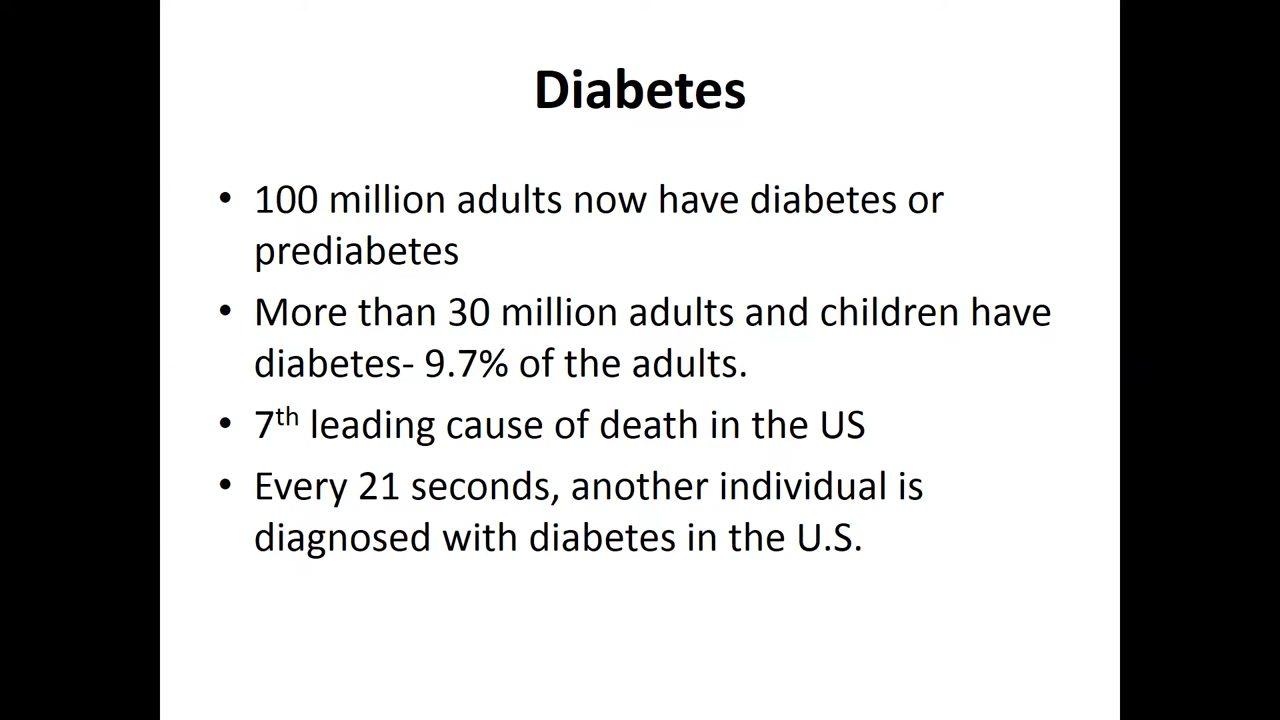 Diabetes
• 100 million adults now have diabetes or
prediabetes
• More than 30 million adults and children have
diabetes- 9.7% of the adults.
• 7th leading cause of death in the US
• Every 21 seconds, another individual is
diagnosed with diabetes in the U.S.